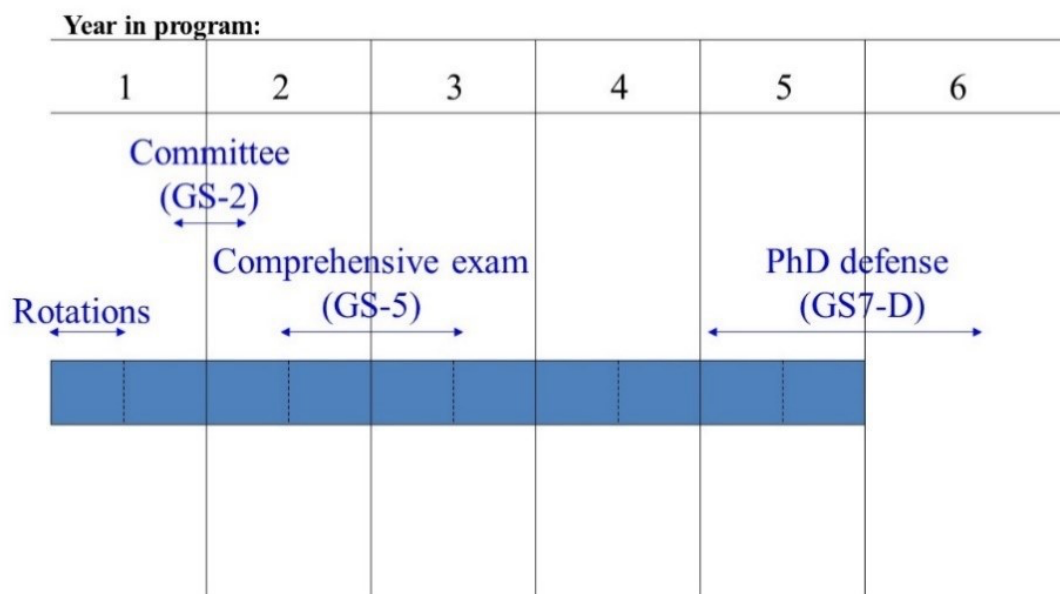 Year in program:
1 2 3 4 5 6
Committee
(GS-2)
Comprehensive exam
(GS-5)
PhD defense
(GS7-D)
Rotations